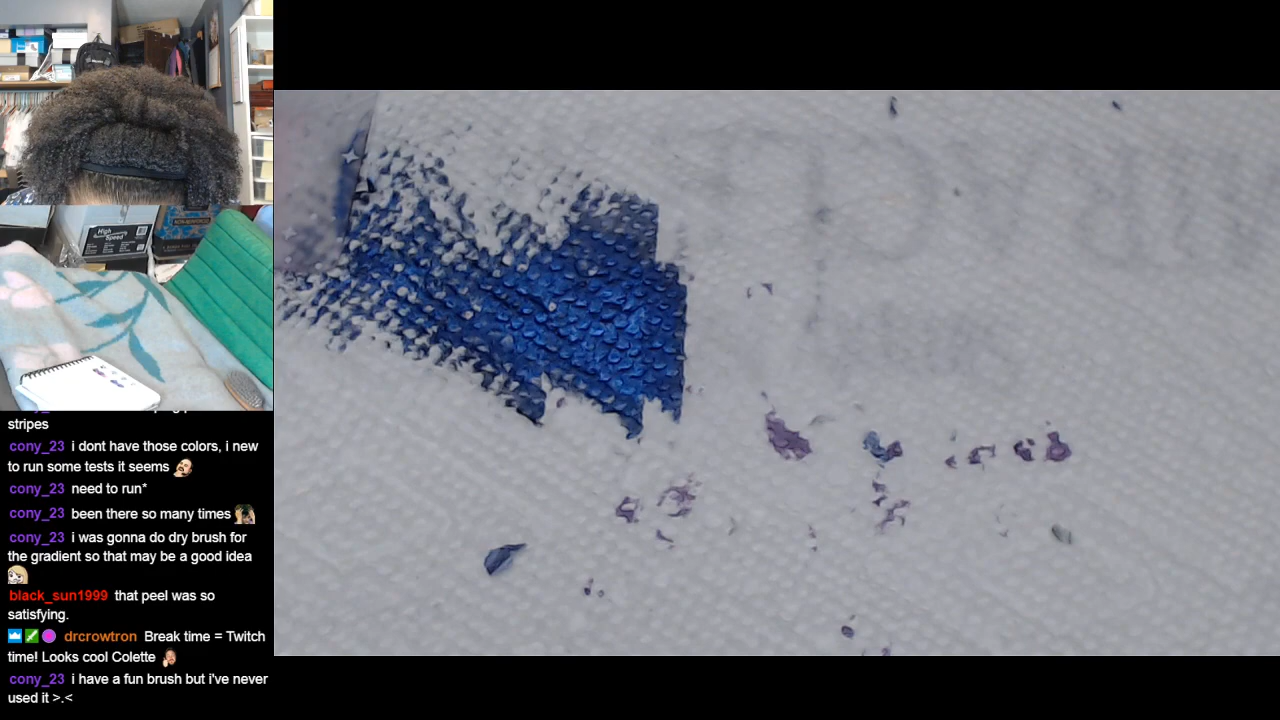 High
Speed
stripes
cony_23 i dont have those colors, i new
to run some tests it seems
cony_23 need to run*
cony_23 been there so many times
cony_23 i was gonna do dry brush for
the gradient so that may be a good idea
black_sun1999 that peel was so
satisfying.
drcrowtron Break time = Twitch
time! Looks cool Colette
cony_23 i have a fun brush but i've never
used it >.<